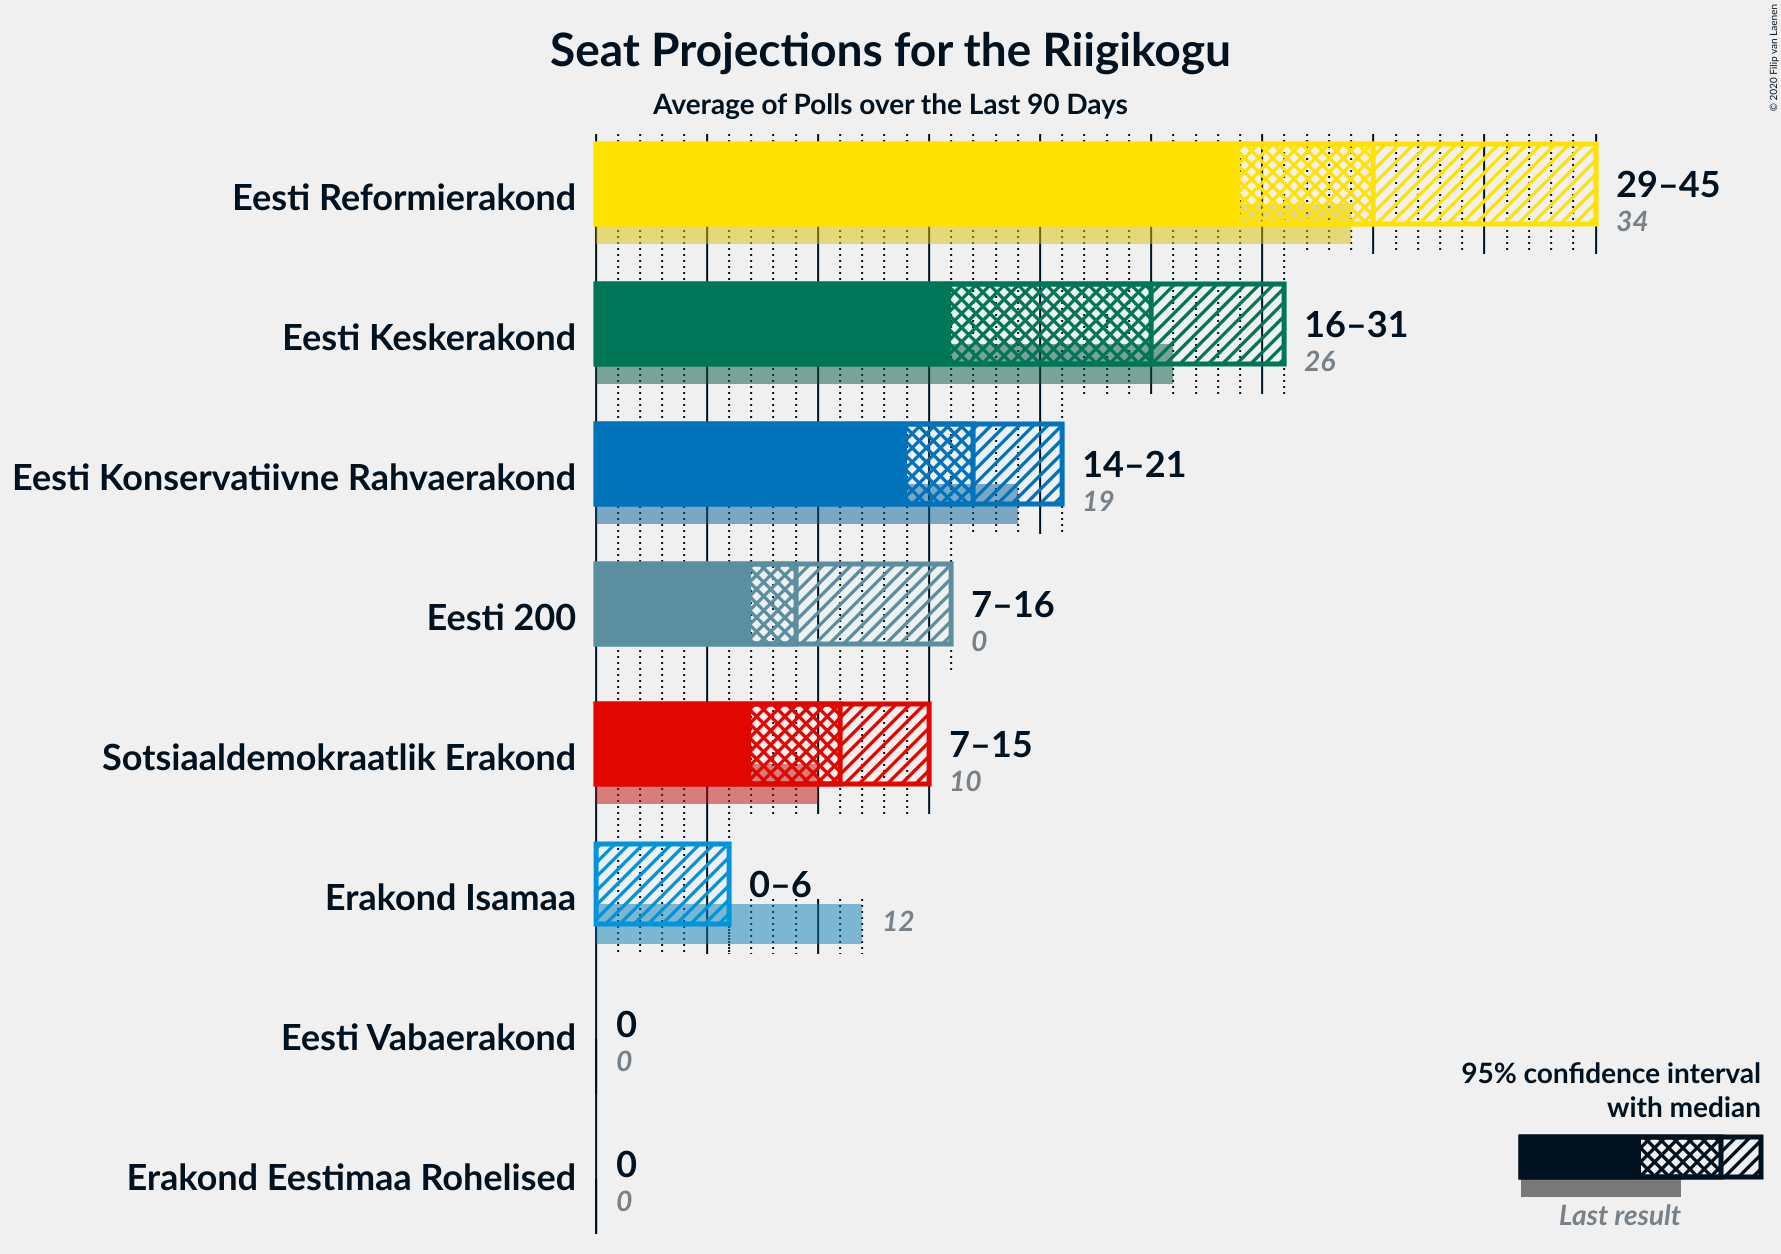 Seat Projections for the Riigikogu
Average of Polls over the Last 90 Days
© 2020 Filip van Laenen
Eesti Reformierakond
29–45
34
Eesti Keskerakond
16–31
26
Eesti Konservatiivne Rahvaerakond
14–21
19
Eesti 200
7–16
0
Sotsiaaldemokraatlik Erakond
7–15
10
Erakond Isamaa
0–6
12
Eesti Vabaerakond
0
0
Erakond Eestimaa Rohelised
0
0
95% confidence interval
with median
Last result